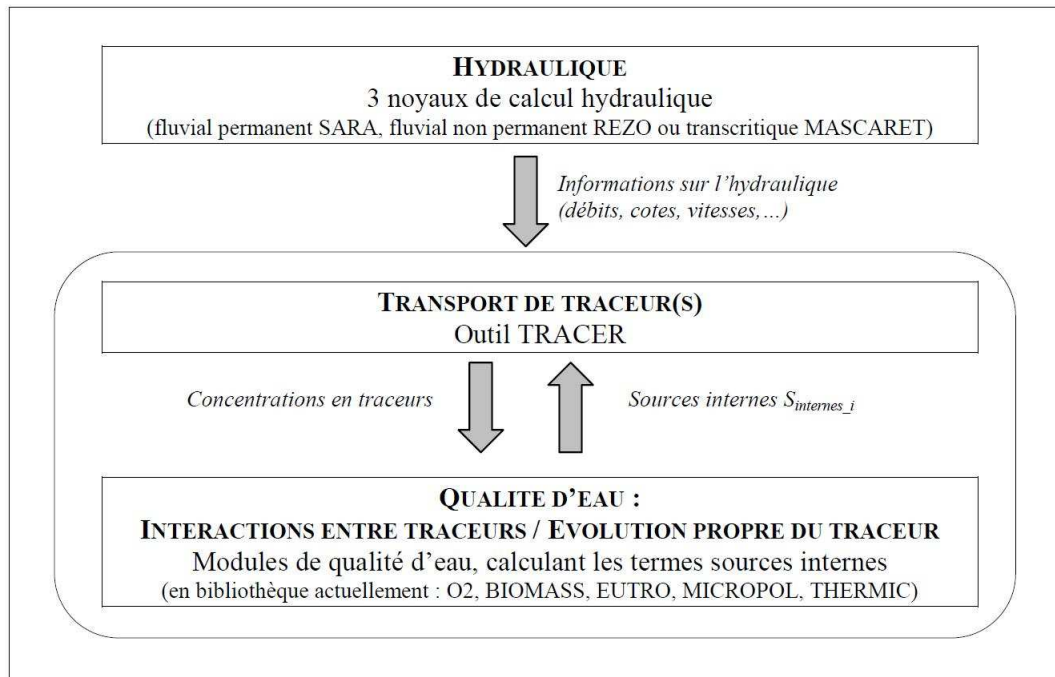 HYDRAULIQUE
3 noyaux de calcul hydraulique
(fluvial permanent SARA, fluvial non permanent REZO ou transcritique MASCARET)
Informations sur l'hydraulique
(débits, cotes, vitesses,…)
TRANSPORT DE TRACEUR(S)
Outil TRACER
Concentrations en traceurs
Sources internes S_internes_i
QUALITE D'EAU :
INTERACTIONS ENTRE TRACEURS / EVOLUTION PROPRE DU TRACEUR
Modules de qualité d'eau, calculant les termes sources internes
(en bibliothèque actuellement : O2, BIOMASS, EUTRO, MICROPOL, THERMIC)